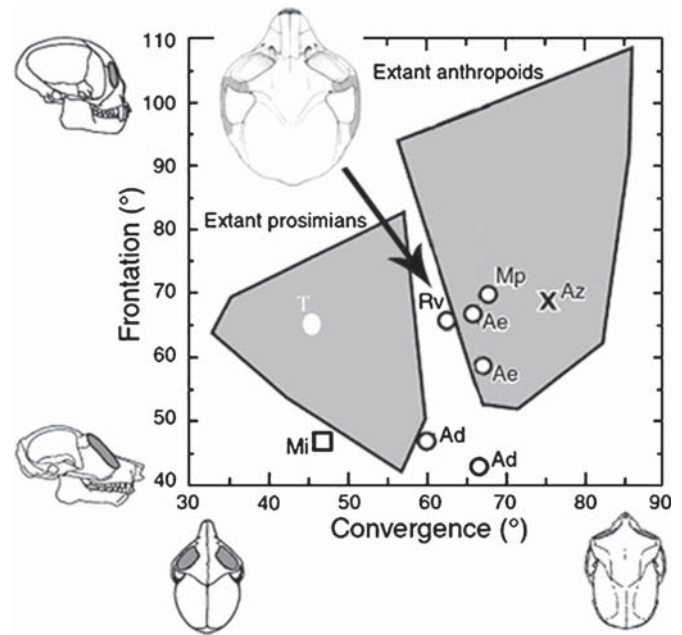 110
100
90
80
70
60
50
40
Frontation (°)
Extant anthropoids
Extant prosimians
T
Rv
Mp
Ae
Az
Ae
Mi
Ad
Ad
30 40 50 60 70 80 90
Convergence (°)